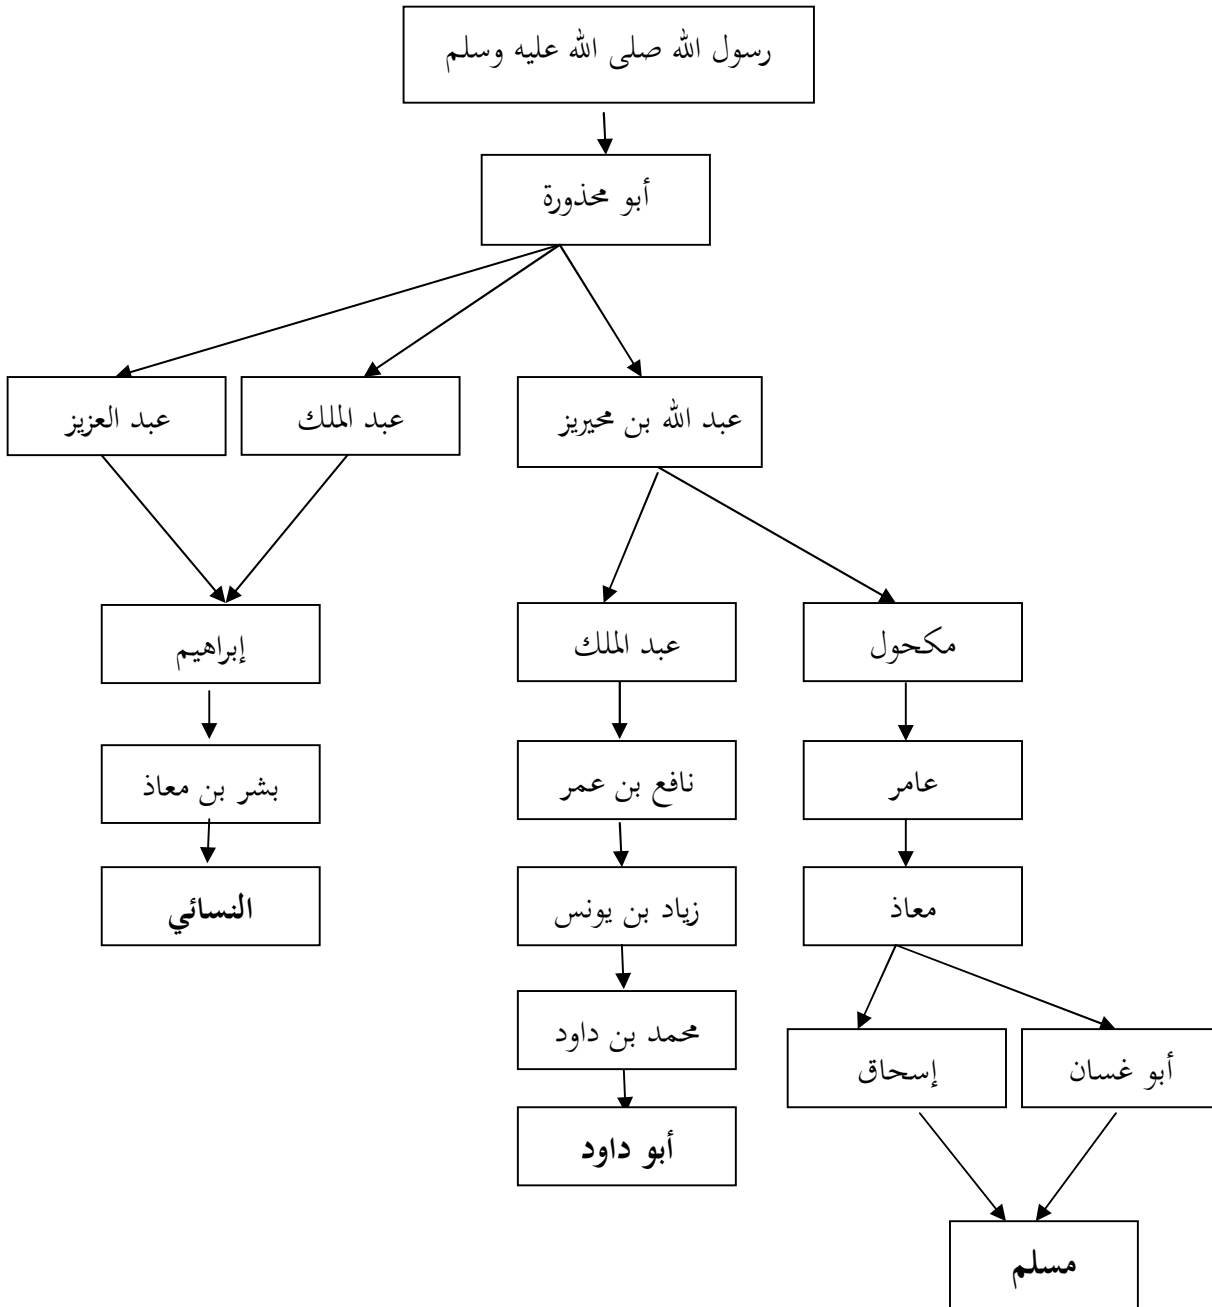 رسول الله صلى الله عليه وسلم
أبو محذورة
عبد الله بن محيريز
عبد الملك
عبد العزيز
مكحول
عبد الملك
إبراهيم
عامر
نافع بن عمر
بشر بن معاذ
معاذ
زياد بن يونس
النسائي
أبو غسان
إسحاق
محمد بن داود
أبو داود
مسلم